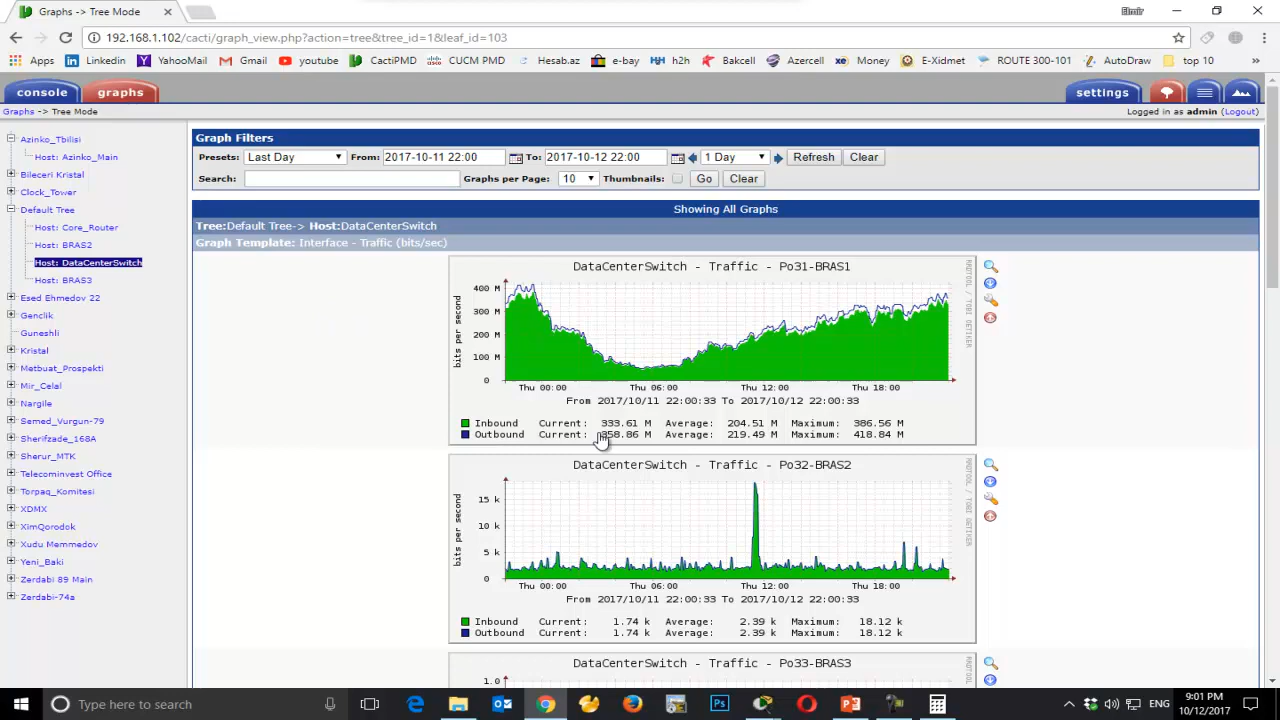 Graphs -> Tree Mode
Elmir
192.168.1.102/cacti/graph_view.php?action=tree&tree_id=1&leaf_id=103
Apps Linkedin YahooMail Gmail youtube CactiPMD CUCM PMD Hesab.az e-bay h2h Bakcell Azercell Money E-Xidmet ROUTE 300-101 AutoDraw top 10 »
console graphs settings
Graphs -> Tree Mode Logged in as admin (Logout)
Azinko_Tbilisi
Host: Azinko_Main
Bileceri Kristal
Clock_Tower
Default Tree
Host: Core_Router
Host: BRAS2
Host: DataCenterSwitch
Host: BRAS3
Esed Ehmedov 22
Genclik
Guneshli
Kristal
Metbuat_Prospekti
Mir_Celal
Nargile
Semed_Vurgun-79
Sherifzade_168A
Sherur_MTK
Telecominvest Office
Torpaq_Komitesi
XDMX
XimQorodok
Xudu Memmedov
Yeni_Baki
Zerdabi 89 Main
Zerdabi-74a
Graph Filters
Presets: Last Day From: 2017-10-11 22:00 To: 2017-10-12 22:00 1 Day Refresh Clear
Search: Graphs per Page: 10 Thumbnails: Go Clear
Showing All Graphs
Tree:Default Tree-> Host:DataCenterSwitch
Graph Template: Interface - Traffic (bits/sec)
DataCenterSwitch - Traffic - Po31-BRAS1
RRDTOOL / TOBI OETIKER
bits per second
400 M
300 M
200 M
100 M
0
Thu 00:00 Thu 06:00 Thu 12:00 Thu 18:00
From 2017/10/11 22:00:33 To 2017/10/12 22:00:33
Inbound Current: 333.61 M Average: 204.51 M Maximum: 386.56 M
Outbound Current: 358.86 M Average: 219.49 M Maximum: 418.84 M
DataCenterSwitch - Traffic - Po32-BRAS2
RRDTOOL / TOBI OETIKER
bits per second
15 k
10 k
5 k
0
Thu 00:00 Thu 06:00 Thu 12:00 Thu 18:00
From 2017/10/11 22:00:33 To 2017/10/12 22:00:33
Inbound Current: 1.74 k Average: 2.39 k Maximum: 18.12 k
Outbound Current: 1.74 k Average: 2.39 k Maximum: 18.12 k
DataCenterSwitch - Traffic - Po33-BRAS3
1.0
Type here to search
ENG
9:01 PM
10/12/2017